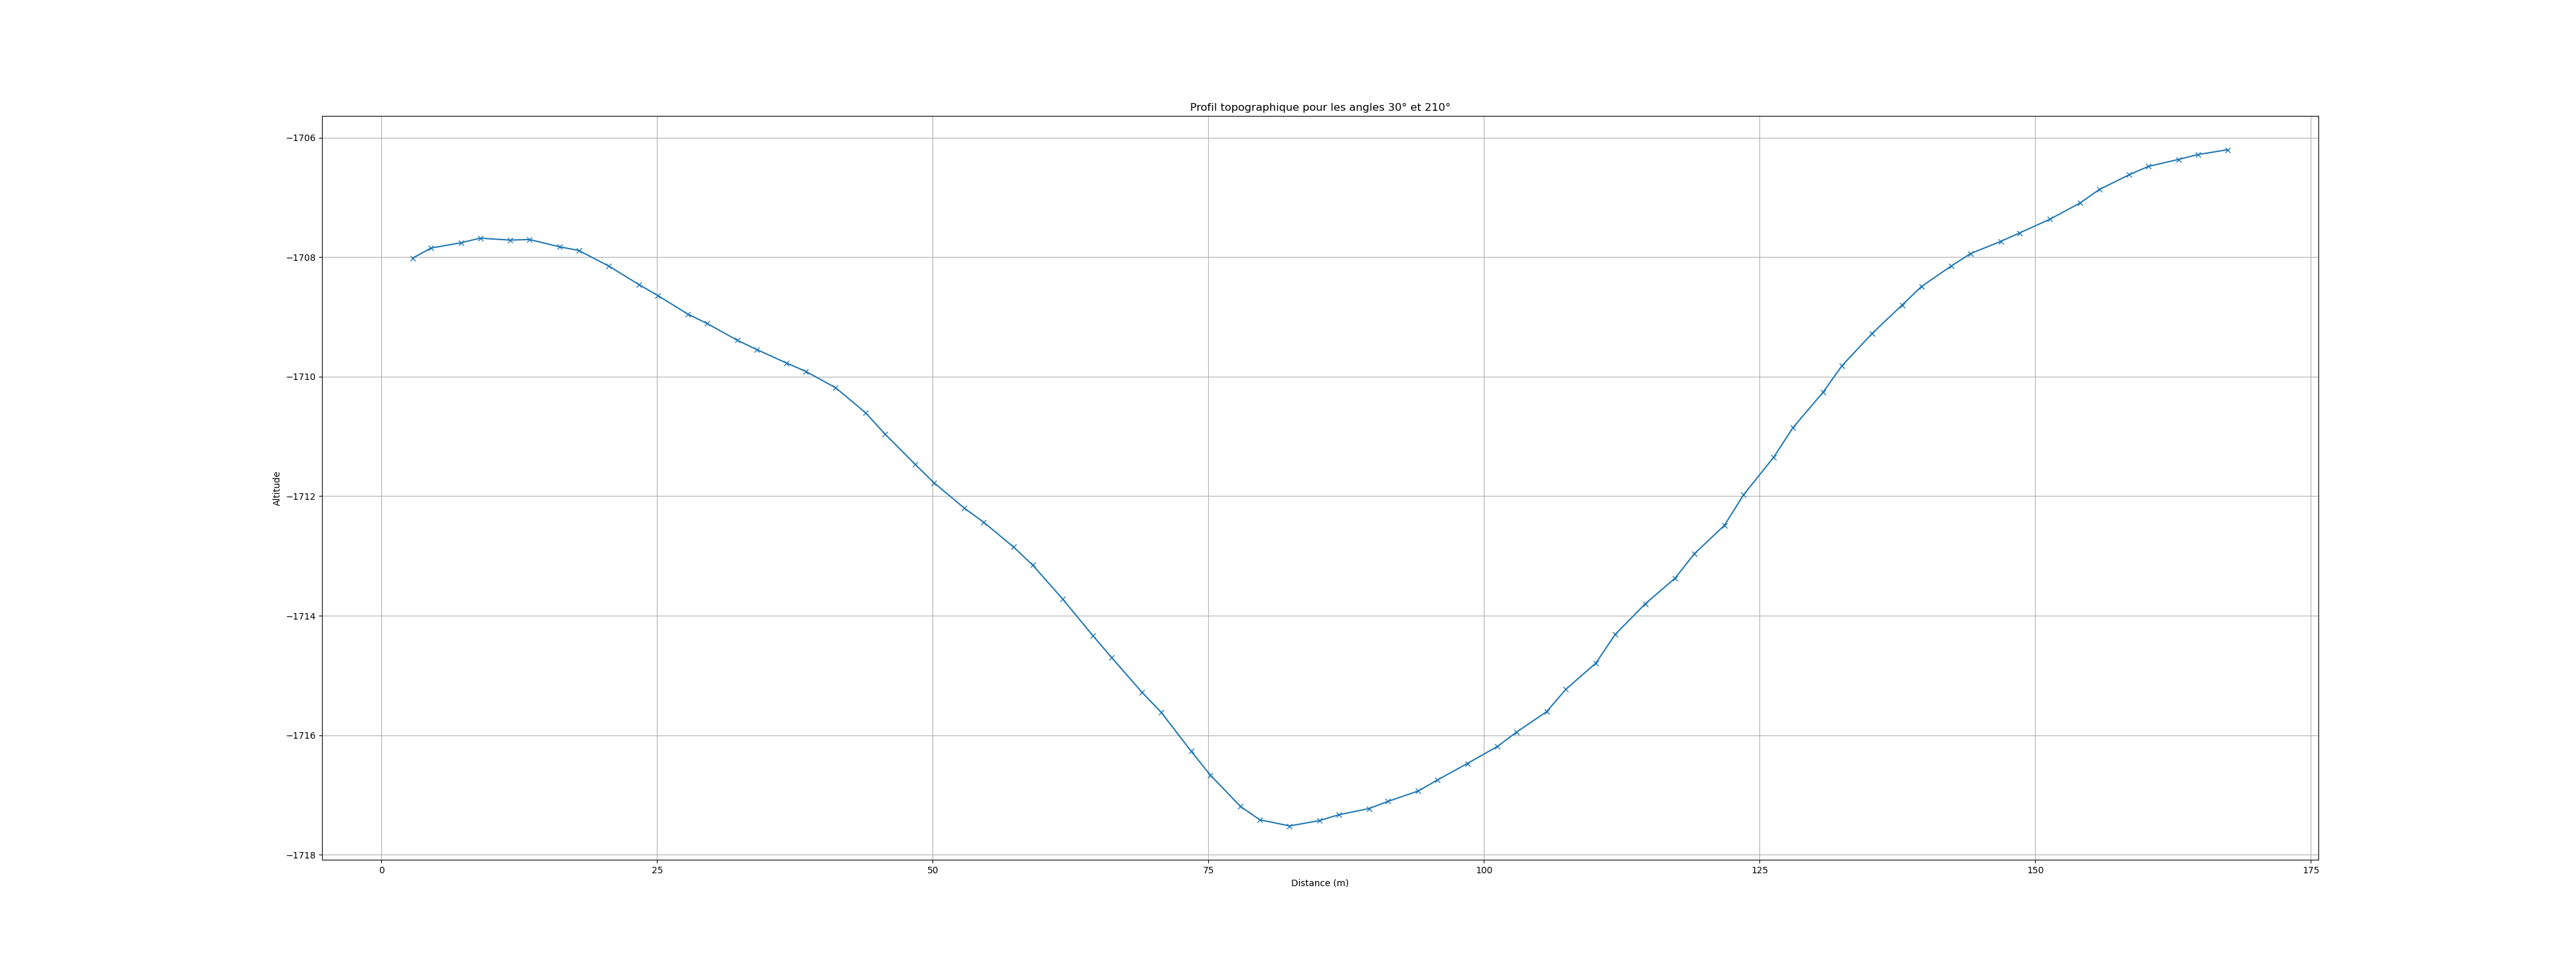 Profil topographique pour les angles 30° et 210°
Altitude
−1706
−1708
−1710
−1712
−1714
−1716
−1718
0 25 50 75 100 125 150 175
Distance (m)